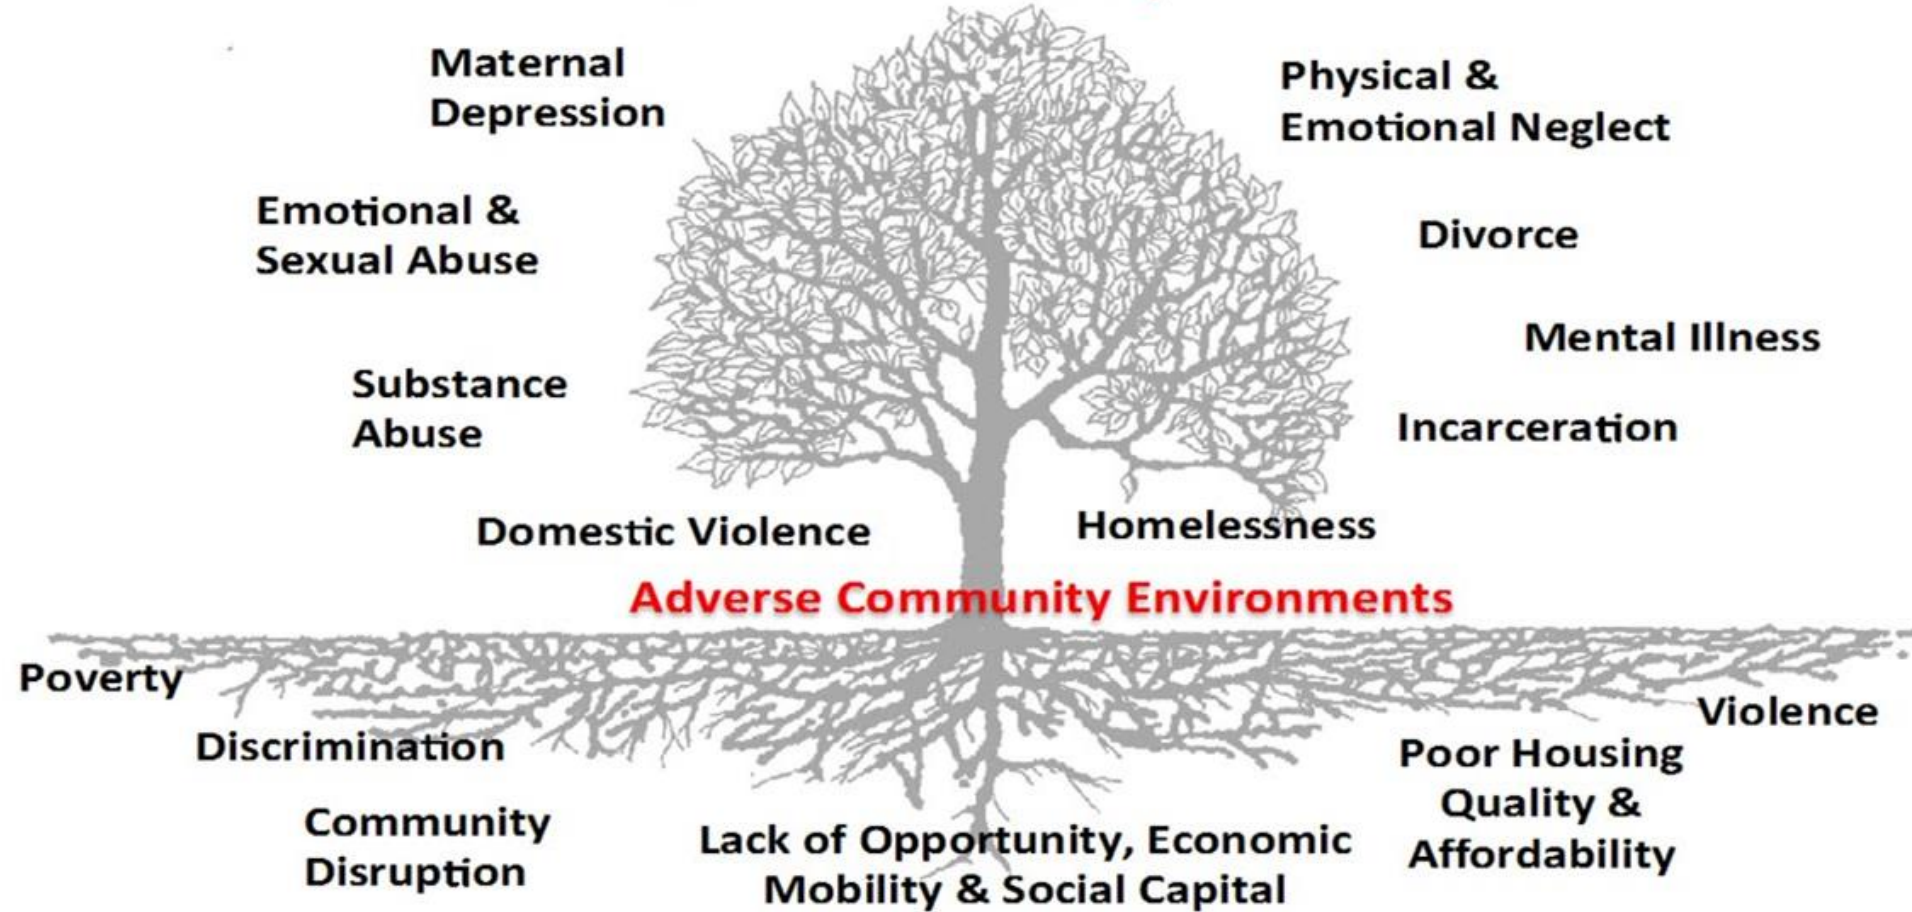 Maternal
Depression
Physical &
Emotional Neglect
Emotional &
Sexual Abuse
Divorce
Mental Illness
Substance
Abuse
Incarceration
Domestic Violence
Homelessness
Adverse Community Environments
Poverty
Violence
Discrimination
Poor Housing
Quality &
Affordability
Community
Disruption
Lack of Opportunity, Economic
Mobility & Social Capital